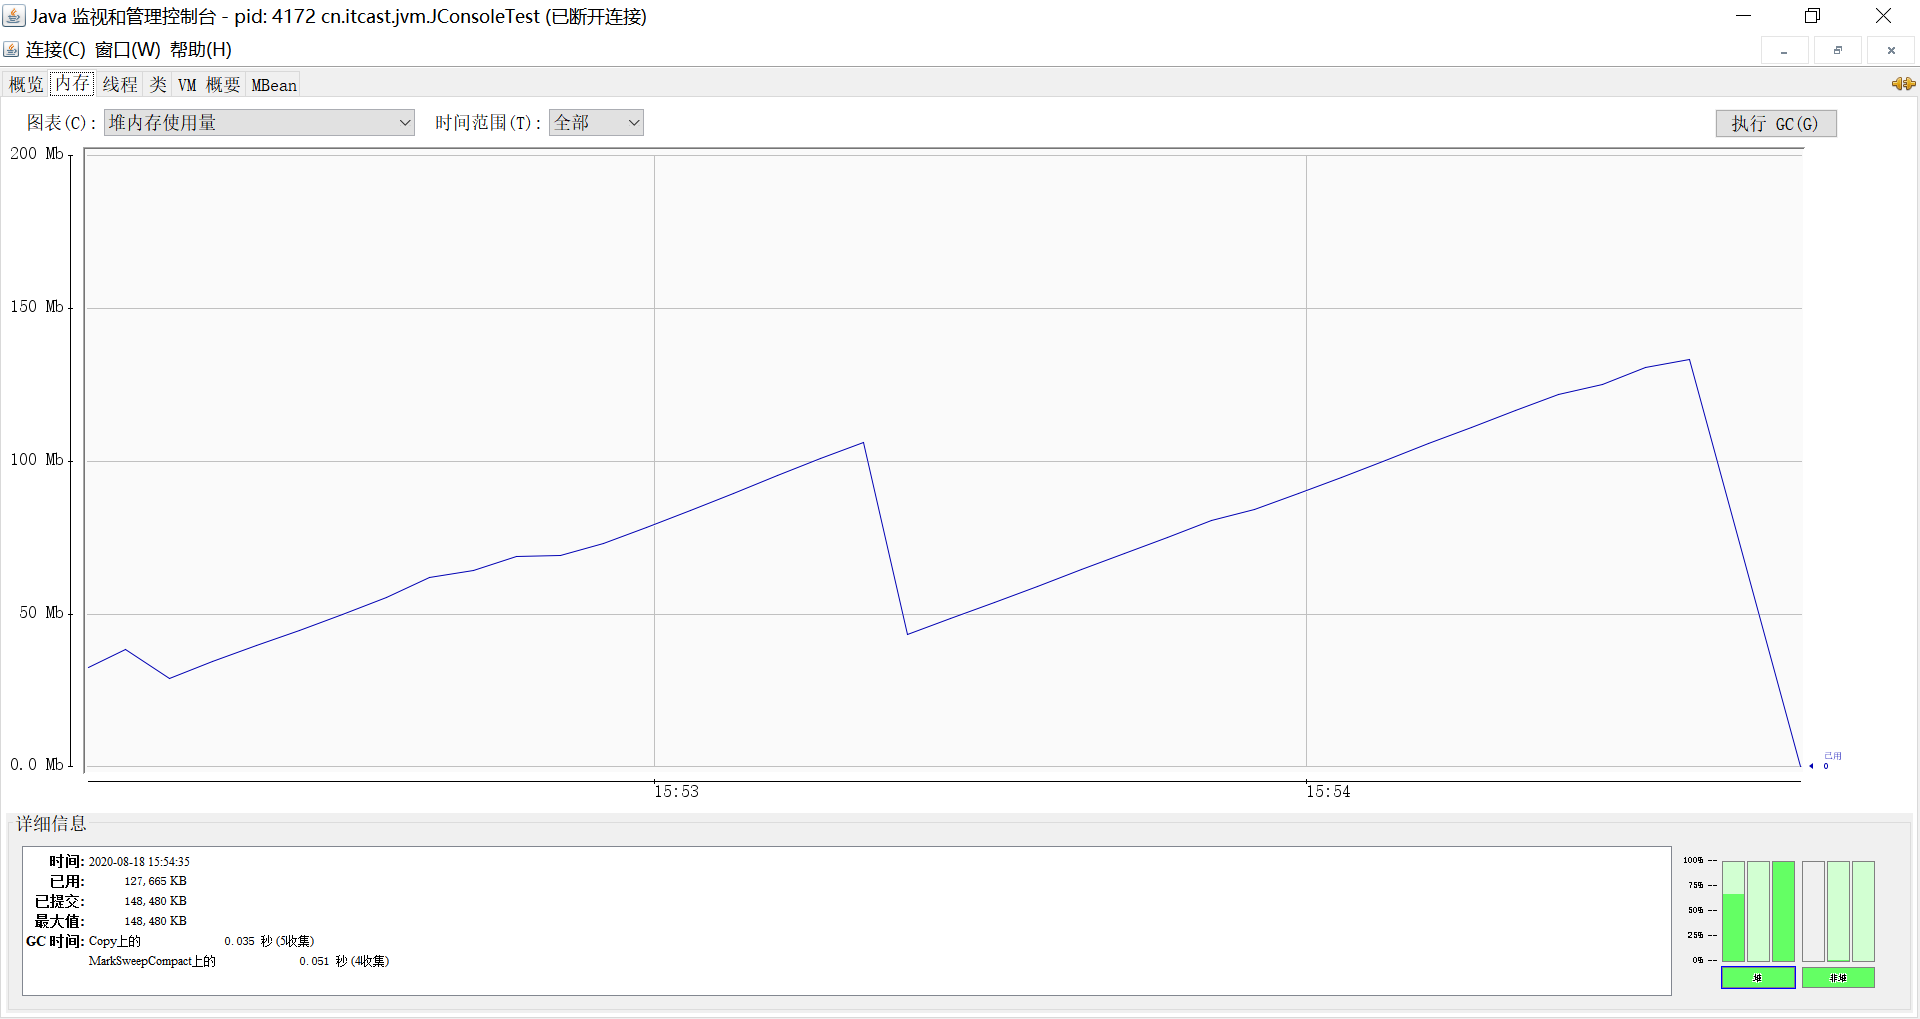 Java 监视和管理控制台 - pid: 4172 cn.itcast.jvm.JConsoleTest (已断开连接)
连接(C) 窗口(W) 帮助(H)
概览 内存 线程 类 VM 概要 MBean
图表(C): 堆内存使用量 时间范围(T): 全部 执行 GC(G)
200 Mb
150 Mb
100 Mb
50 Mb
0.0 Mb
已用
0
15:53 15:54
详细信息
时间: 2020-08-18 15:54:35
已用: 127,665 KB
已提交: 148,480 KB
最大值: 148,480 KB
GC 时间: Copy上的 0.035 秒 (5收集)
MarkSweepCompact上的 0.051 秒 (4收集)
100% --
75% --
50% --
25% --
0% --
堆 非堆